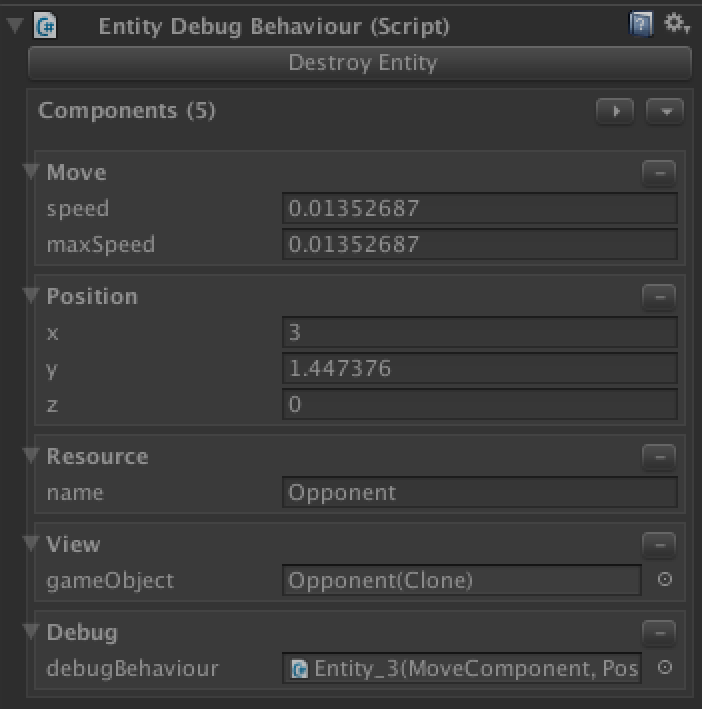 Entity Debug Behaviour (Script)
Destroy Entity
Components (5)
Move
speed 0.01352687
maxSpeed 0.01352687
Position
x 3
y 1.447376
z 0
Resource
name Opponent
View
gameObject Opponent(Clone)
Debug
debugBehaviour Entity_3(MoveComponent, Pos